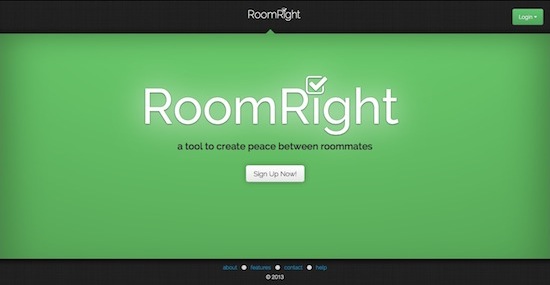 RoomRight
Login
RoomRight
a tool to create peace between roommates
Sign Up Now!
about ● features ● contact ● help
© 2013